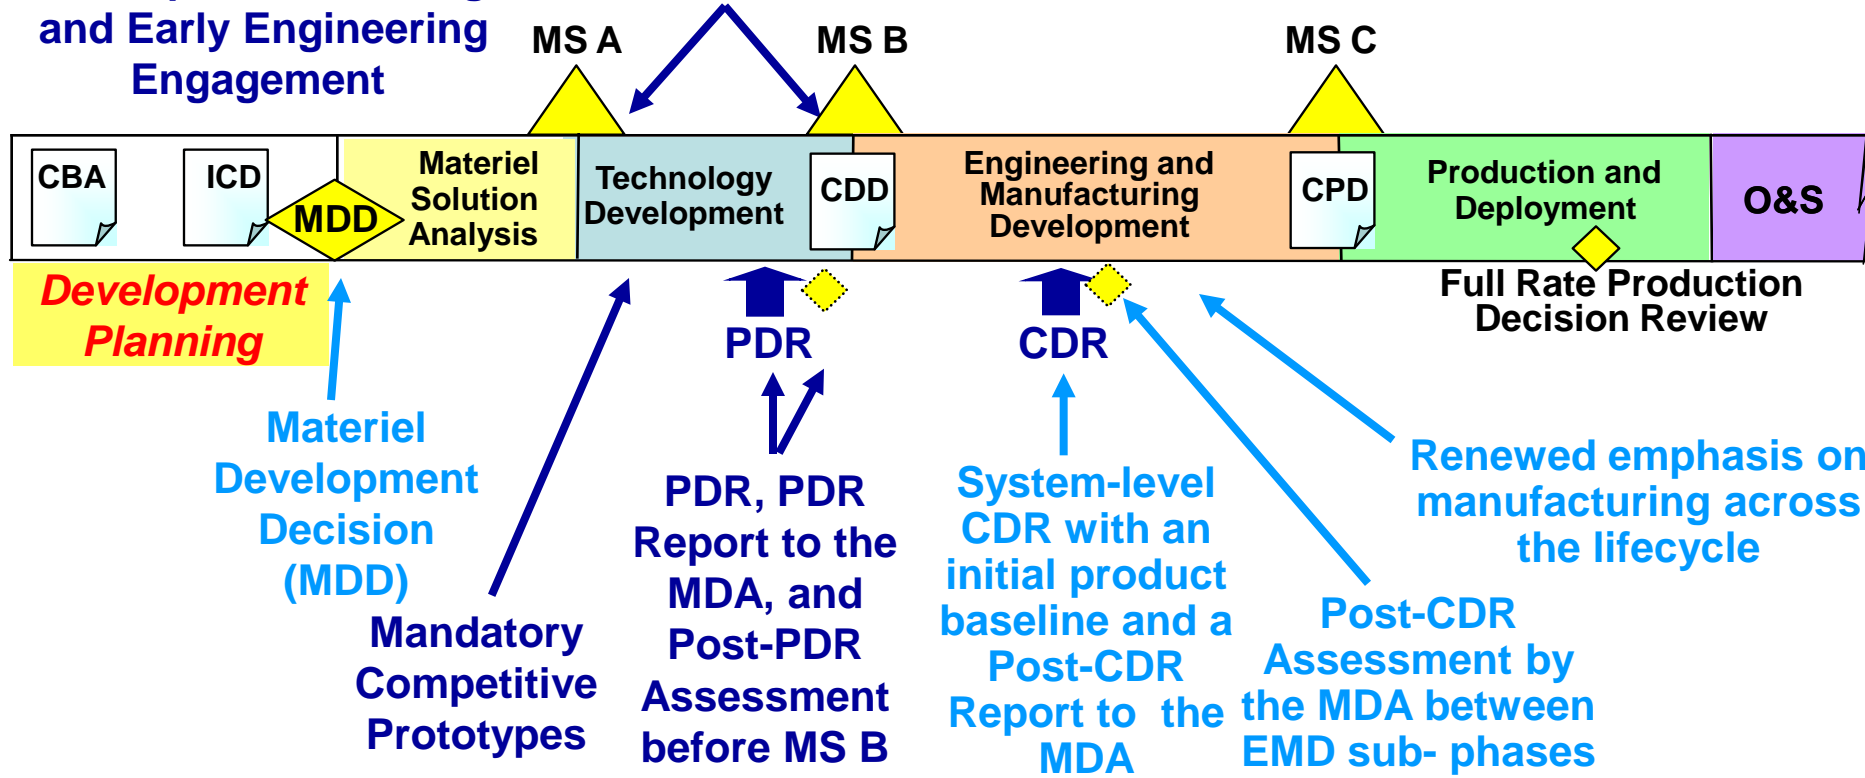 and Early Engineering
Engagement
MS A
MS B
MS C
CBA
ICD
MDD
Materiel
Solution
Analysis
Technology
Development
CDD
Engineering and
Manufacturing
Development
CPD
Production and
Deployment
O&S
Development
Planning
PDR
CDR
Full Rate Production
Decision Review
Materiel
Development
Decision
(MDD)
Mandatory
Competitive
Prototypes
PDR, PDR
Report to the
MDA, and
Post-PDR
Assessment
before MS B
System-level
CDR with an
initial product
baseline and a
Post-CDR
Report to the
MDA
Post-CDR
Assessment by
the MDA between
EMD sub- phases
Renewed emphasis on
manufacturing across
the lifecycle